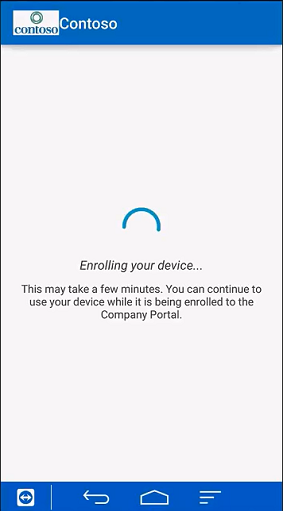 contoso Contoso
Enrolling your device...
This may take a few minutes. You can continue to
use your device while it is being enrolled to the
Company Portal.